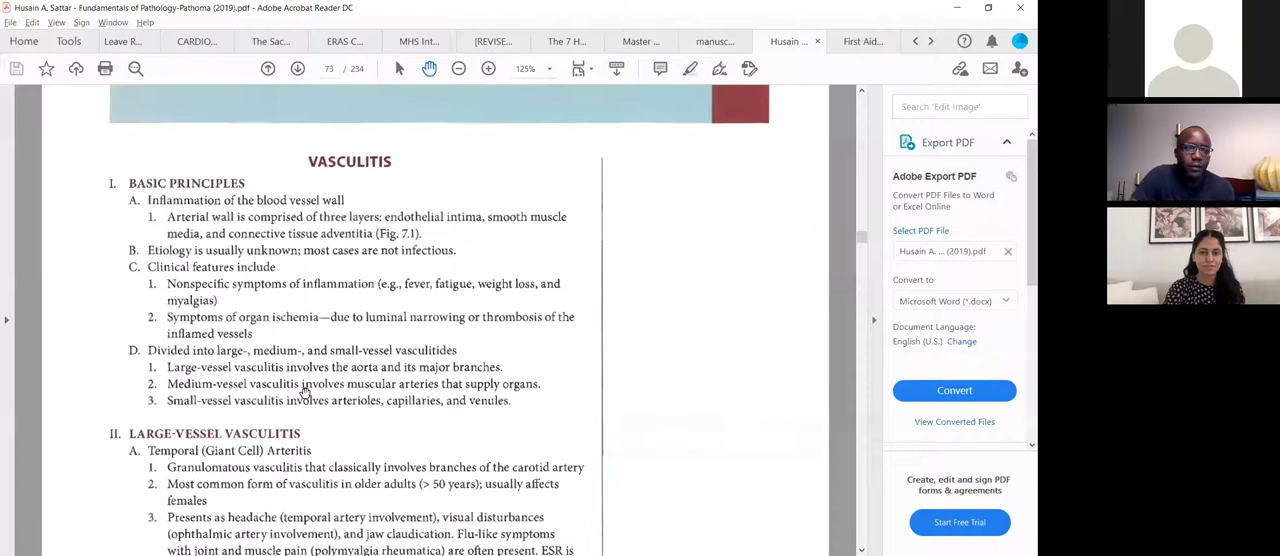 Husain A. Sattar - Fundamentals of Pathology-Pathoma (2019).pdf - Adobe Acrobat Reader DC
File Edit View Sign Window Help
Home Tools Leave R... CARDIO... The Sac... ERAS C... MHS Int... [REVISE... The 7 H... Master ... manusc... Husain ... × First Aid...
73 / 234 125%
VASCULITIS
I. BASIC PRINCIPLES
A. Inflammation of the blood vessel wall
1. Arterial wall is comprised of three layers: endothelial intima, smooth muscle
media, and connective tissue adventitia (Fig. 7.1).
B. Etiology is usually unknown; most cases are not infectious.
C. Clinical features include
1. Nonspecific symptoms of inflammation (e.g., fever, fatigue, weight loss, and
myalgias)
2. Symptoms of organ ischemia—due to luminal narrowing or thrombosis of the
inflamed vessels
D. Divided into large-, medium-, and small-vessel vasculitides
1. Large-vessel vasculitis involves the aorta and its major branches.
2. Medium-vessel vasculitis involves muscular arteries that supply organs.
3. Small-vessel vasculitis involves arterioles, capillaries, and venules.
II. LARGE-VESSEL VASCULITIS
A. Temporal (Giant Cell) Arteritis
1. Granulomatous vasculitis that classically involves branches of the carotid artery
2. Most common form of vasculitis in older adults (> 50 years); usually affects
females
3. Presents as headache (temporal artery involvement), visual disturbances
(ophthalmic artery involvement), and jaw claudication. Flu-like symptoms
with joint and muscle pain (polymyalgia rheumatica) are often present. ESR is
Search 'Edit Image'
Export PDF
Adobe Export PDF
Convert PDF Files to Word
or Excel Online
Select PDF File
Husain A. ... (2019).pdf
Convert to
Microsoft Word (*.docx)
Document Language:
English (U.S.) Change
Convert
View Converted Files
Create, edit and sign PDF
forms & agreements
Start Free Trial